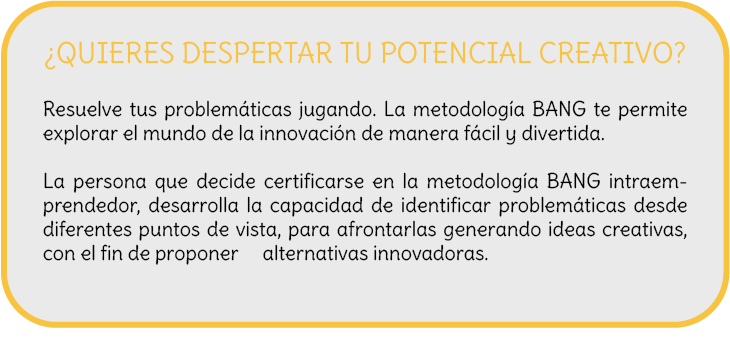 ¿QUIERES DESPERTAR TU POTENCIAL CREATIVO?
Resuelve tus problemáticas jugando. La metodología BANG te permite
explorar el mundo de la innovación de manera fácil y divertida.
La persona que decide certificarse en la metodología BANG intraem-
prendedor, desarrolla la capacidad de identificar problemáticas desde
diferentes puntos de vista, para afrontarlas generando ideas creativas,
con el fin de proponer    alternativas innovadoras.